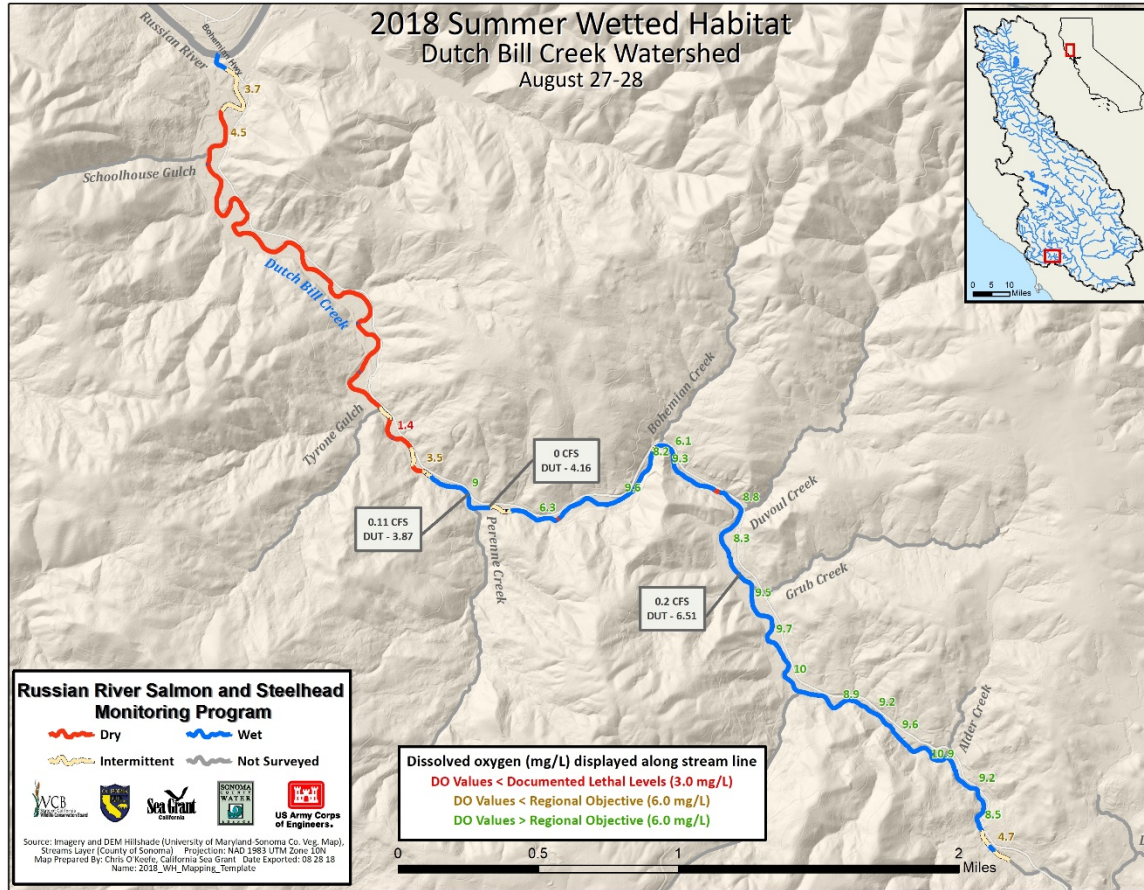 2018 Summer Wetted Habitat
Dutch Bill Creek Watershed
August 27-28
Russian River
Bohemian Hwy
3.7
4.5
Schoolhouse Gulch
Dutch Bill Creek
Tyrone Gulch
1.4
3.5
9
0 CFS
DUT - 4.16
0.11 CFS
DUT - 3.87
Perenne Creek
6.3
9.6
8.2
Bohemian Creek
6.1
9.3
8.8
Duvoul Creek
8.3
0.2 CFS
DUT - 6.51
9.5
Grub Creek
9.7
10
8.9
9.2
9.6
10.9
Alder Creek
9.2
8.5
4.7
0 5 10
Miles
Russian River Salmon and Steelhead
Monitoring Program
Dry
Wet
Intermittent
Not Surveyed
WCB
Wildlife Conservation Board
Sea Grant
California
SONOMA
COUNTY
WATER
US Army Corps
of Engineers®
Source: Imagery and DEM Hillshade (University of Maryland-Sonoma Co. Veg. Map),
Streams Layer (County of Sonoma) Projection: NAD 1983 UTM Zone 10N
Map Prepared By: Chris O'Keefe, California Sea Grant Date Exported: 08 28 18
Name: 2018_WH_Mapping_Template
Dissolved oxygen (mg/L) displayed along stream line
DO Values < Documented Lethal Levels (3.0 mg/L)
DO Values < Regional Objective (6.0 mg/L)
DO Values > Regional Objective (6.0 mg/L)
0 0.5 1 2
Miles